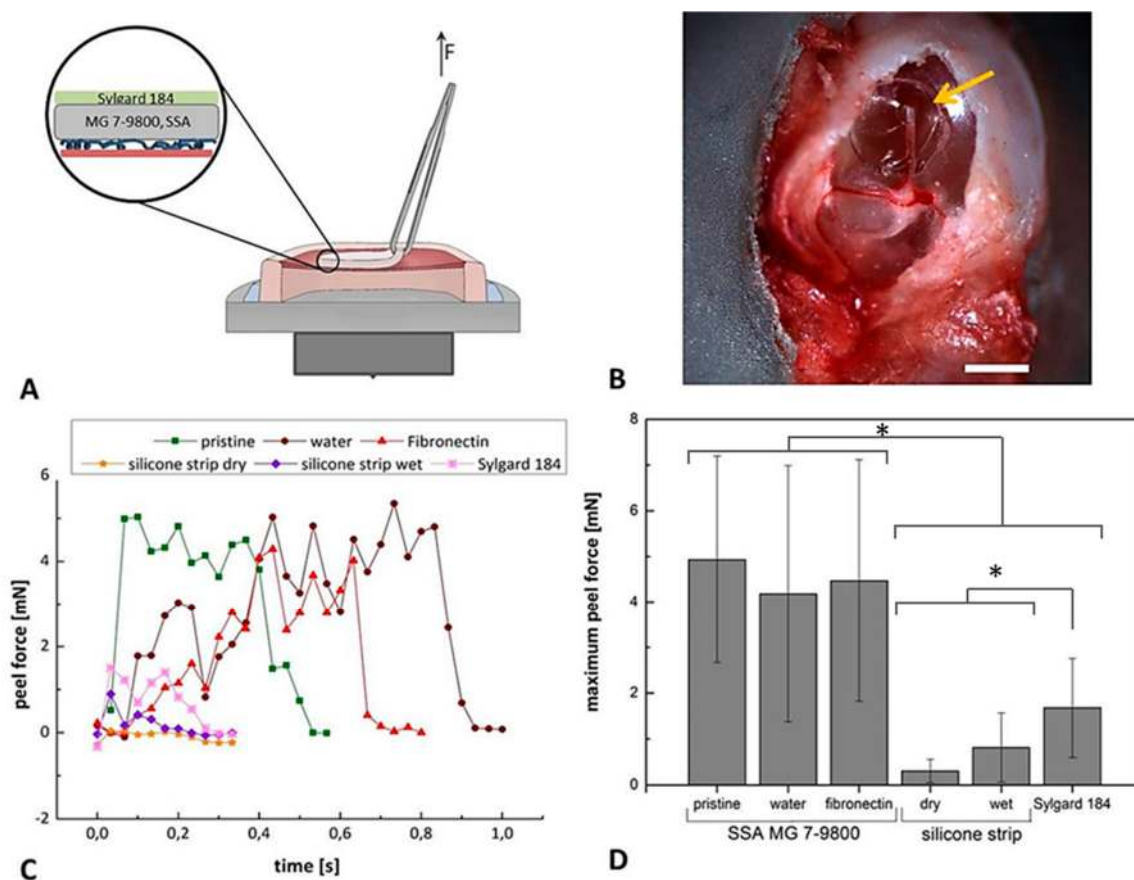 F
Sylgard 184
MG 7-9800, SSA
A
B
pristine water Fibronectin
silicone strip dry silicone strip wet Sylgard 184
6
4
2
0
-2
peel force [mN]
0,0 0,2 0,4 0,6 0,8 1,0
time [s]
C
8
6
4
2
0
maximum peel force [mN]
*
*
pristine water fibronectin dry wet Sylgard 184
SSA MG 7-9800 silicone strip
D